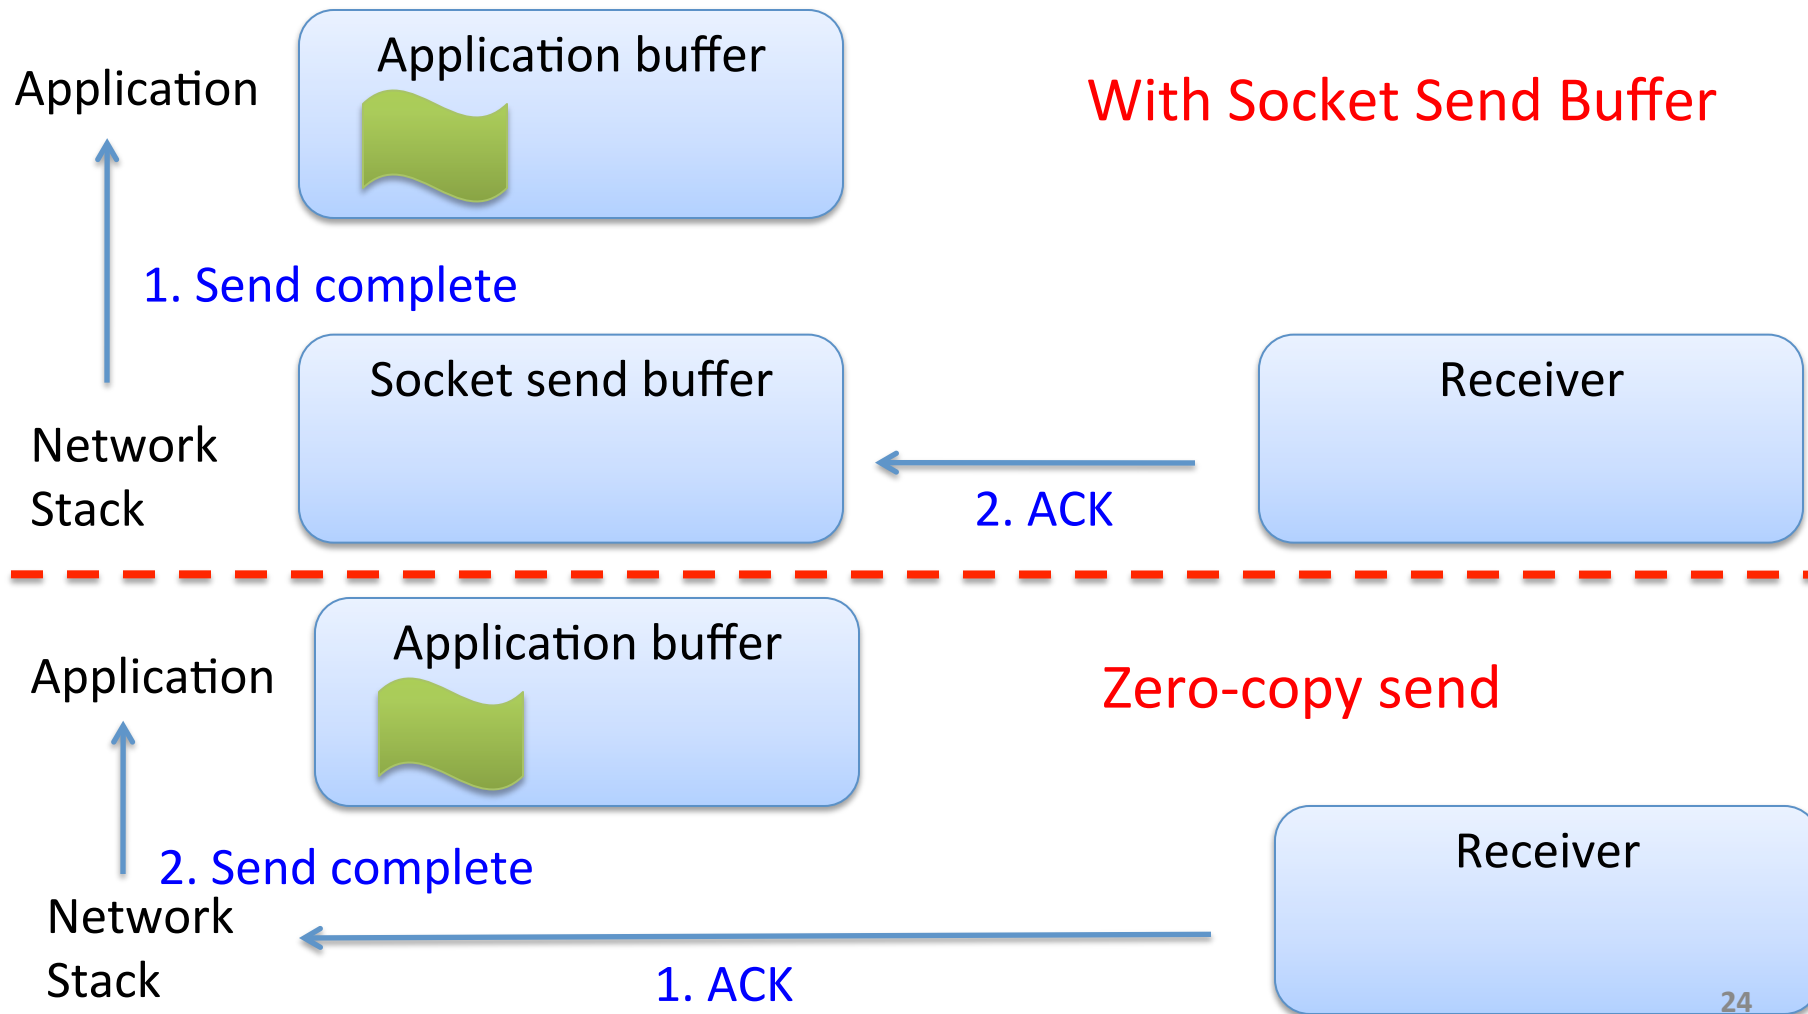 Application buffer
Application
With Socket Send Buffer
1. Send complete
Socket send buffer
Receiver
Network
Stack
2. ACK
Application buffer
Application
Zero-copy send
2. Send complete
Receiver
Network
Stack
1. ACK
24